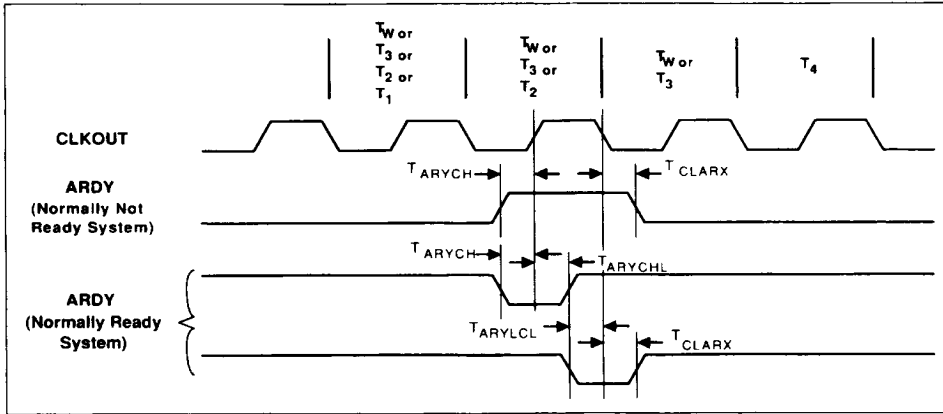 TW or
T3 or
T2 or
T1
TW or
T3 or
T2
TW or
T3
T4
CLKOUT
TARYCH
TCLARX
ARDY
(Normally Not
Ready System)
TARYCH
TARYCHL
ARDY
(Normally Ready
System)
TARYLCL
TCLARX